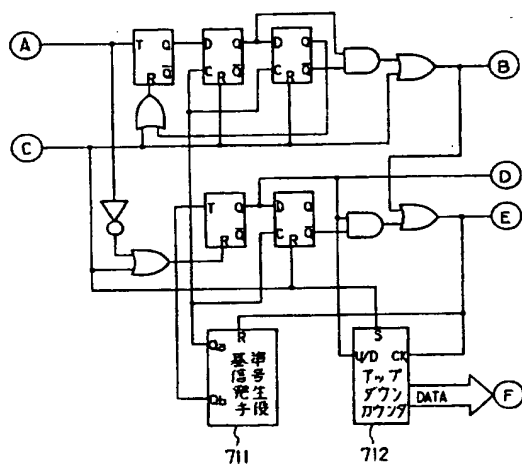 A
T Q D Q D Q
Q̅ C Q̅ C Q̅
R R R
B
C
D
T Q D Q
Q̅ C Q̅
R R
E
R
Qa
Qb
基準
信号
発生
手段
711
S
U/D CK
アップ
ダウン
カウンタ
712
DATA
F